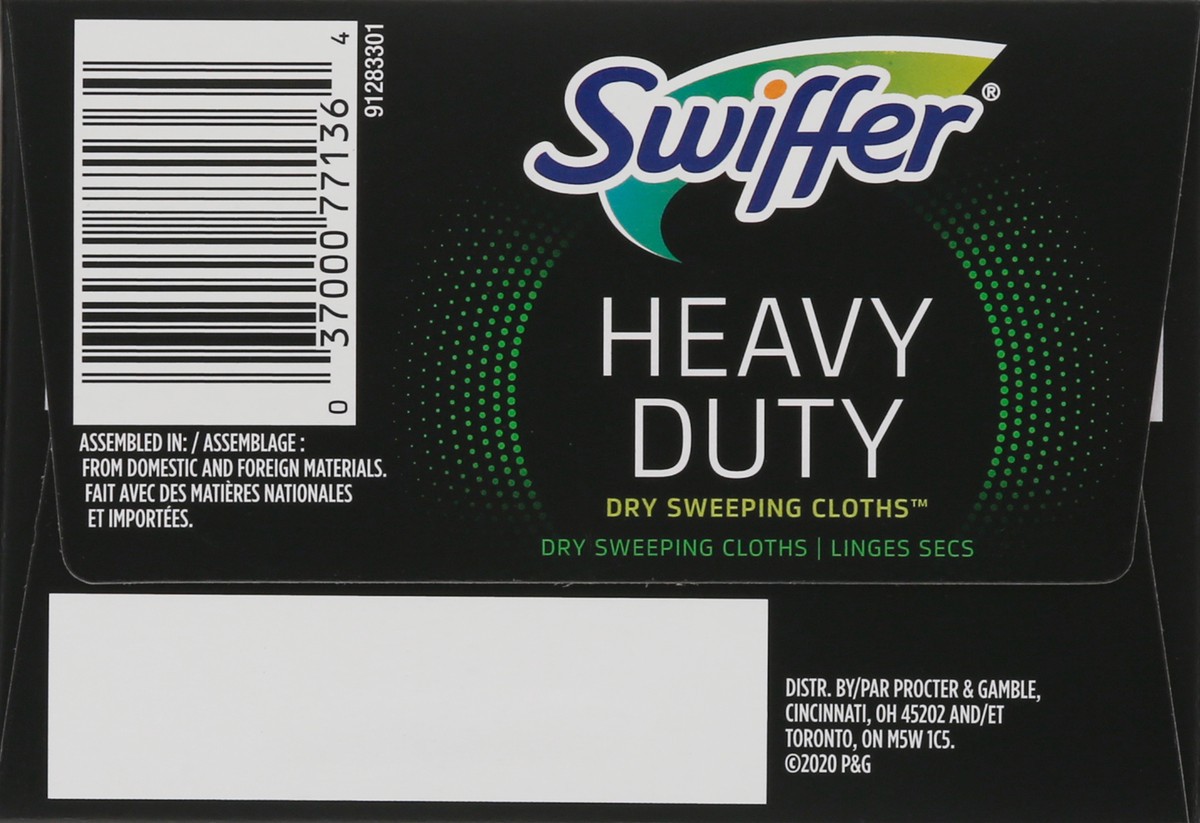 0 37000 77136 4
91283301
ASSEMBLED IN: / ASSEMBLAGE :
FROM DOMESTIC AND FOREIGN MATERIALS.
FAIT AVEC DES MATIÈRES NATIONALES
ET IMPORTÉES.
Swiffer®
HEAVY
DUTY
DRY SWEEPING CLOTHS™
DRY SWEEPING CLOTHS | LINGES SECS
DISTR. BY/PAR PROCTER & GAMBLE,
CINCINNATI, OH 45202 AND/ET
TORONTO, ON M5W 1C5.
©2020 P&G